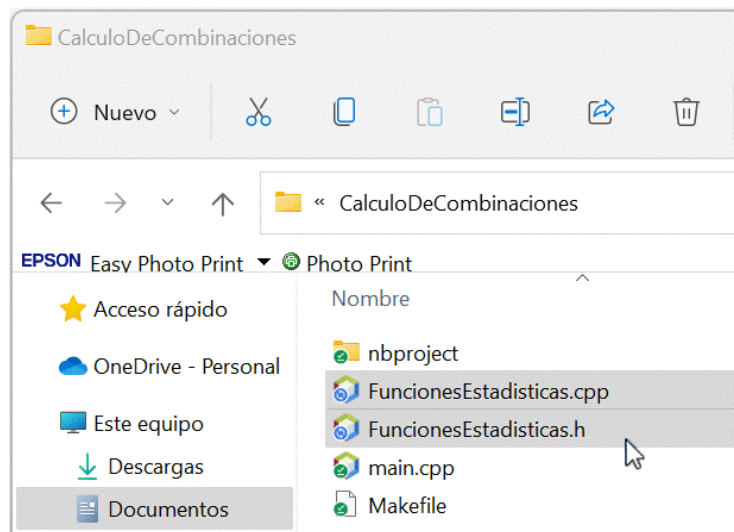 CalculoDeCombinaciones
Nuevo
« CalculoDeCombinaciones
EPSON Easy Photo Print Photo Print
Nombre
Acceso rápido
OneDrive - Personal
Este equipo
Descargas
Documentos
nbproject
FuncionesEstadisticas.cpp
FuncionesEstadisticas.h
main.cpp
Makefile